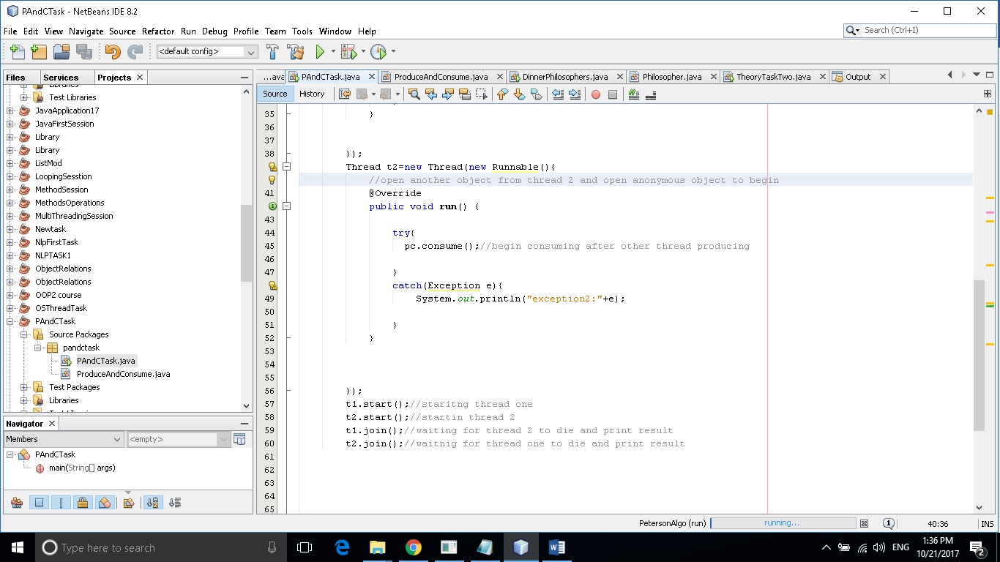 PAndCTask - NetBeans IDE 8.2
File Edit View Navigate Source Refactor Run Debug Profile Team Tools Window Help
Search (Ctrl+I)
<default config>
Files Services Projects
Libraries
Test Libraries
JavaApplication17
JavaFirstSession
Library
Library
ListMod
LoopingSesstion
MethodSession
MethodsOperations
MultiThreadingSession
Newtask
NlpFirstTask
NLPTASK1
ObjectRelations
ObjectRelations
OOP2 course
OSThreadTask
PAndCTask
Source Packages
pandctask
PAndCTask.java
ProduceAndConsume.java
Test Packages
Libraries
Navigator
Members
<empty>
PAndCTask
main(String[] args)
...ava PAndCTask.java ProduceAndConsume.java DinnerPhilosophers.java Philosopher.java TheoryTaskTwo.java Output
Source History
35 }
36
37
38 });
Thread t2=new Thread(new Runnable(){
//open another object from thread 2 and open anonymous object to begin
41 @Override
public void run() {
43
44 try{
45 pc.consume();//begin consuming after other thread producing
46
47 }
catch(Exception e){
49 System.out.println("exception2:"+e);
50
51 }
52 }
53
54
55
56 });
57 t1.start();//staritng thread one
58 t2.start();//startin thread 2
59 t1.join();//waiting for thread 2 to die and print result
60 t2.join();//waitnig for thread one to die and print result
61
62
63
64
65
PetersonAlgo (run) running... 1 40:36 INS
Type here to search
ENG
1:36 PM
10/21/2017
2